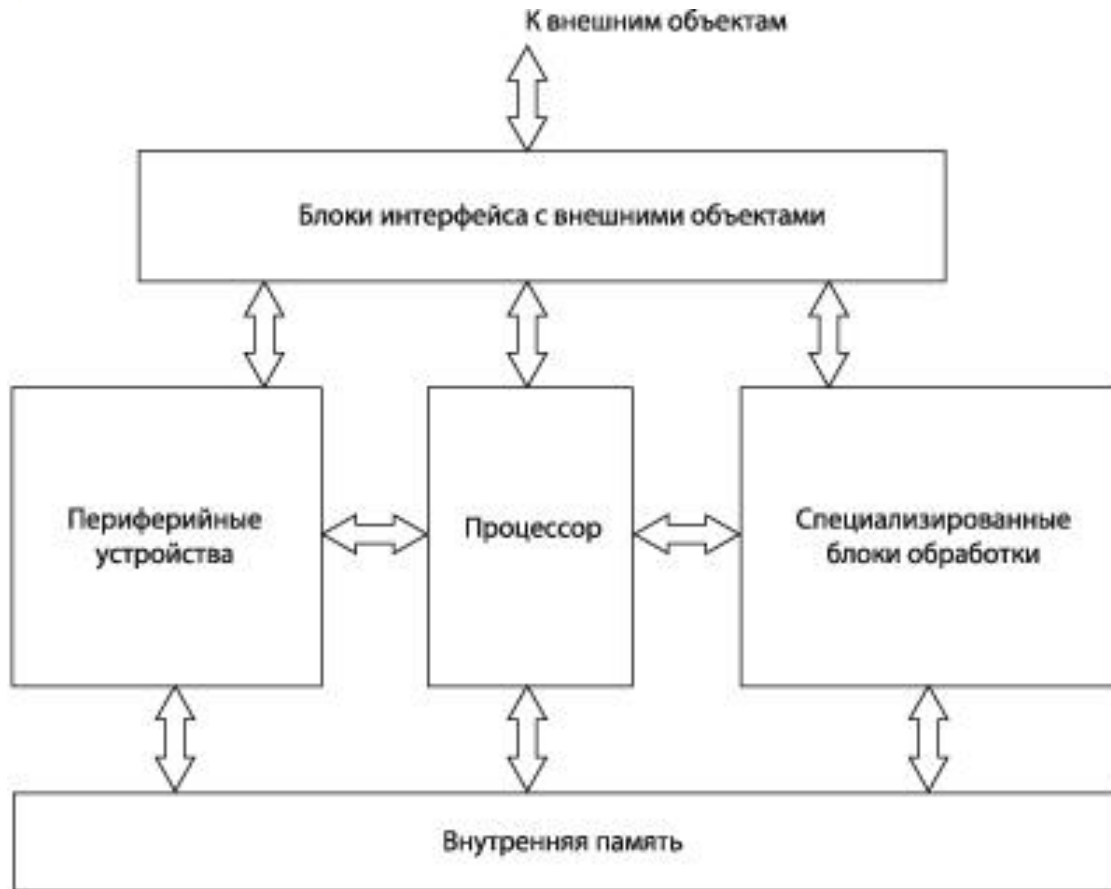 К внешним объектам
Блоки интерфейса с внешними объектами
Периферийные
устройства
Процессор
Специализированные
блоки обработки
Внутренняя память